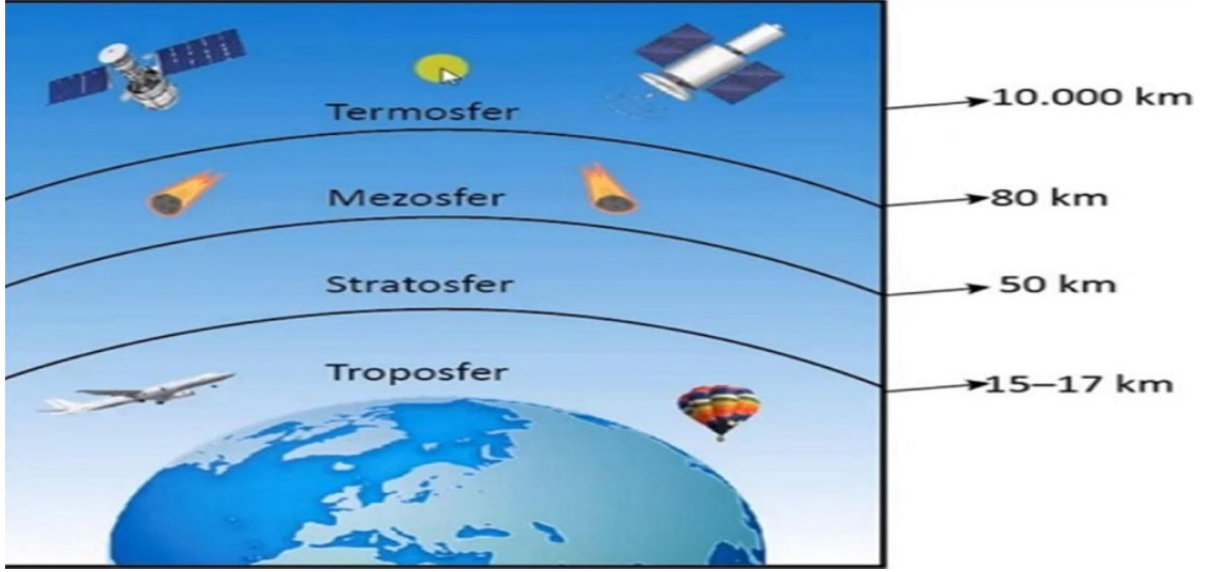 Termosfer
10.000 km
Mezosfer
80 km
Stratosfer
50 km
Troposfer
15–17 km